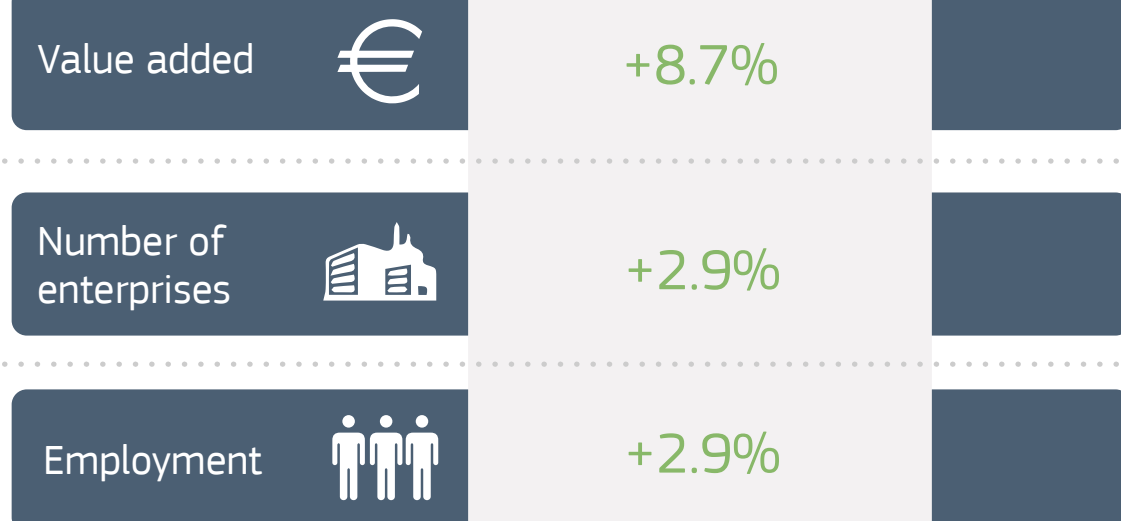 Value added
€
+8.7%
Number of
enterprises
+2.9%
Employment
+2.9%